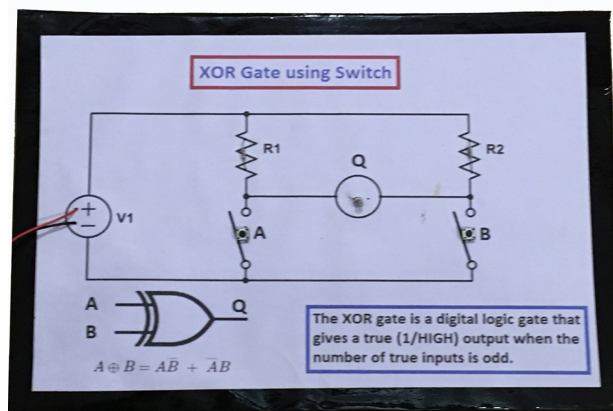 XOR Gate using Switch
R1
R2
Q
+
−
V1
A
B
A
B
Q
A ⊕ B = AB̅ + A̅B
The XOR gate is a digital logic gate that
gives a true (1/HIGH) output when the
number of true inputs is odd.